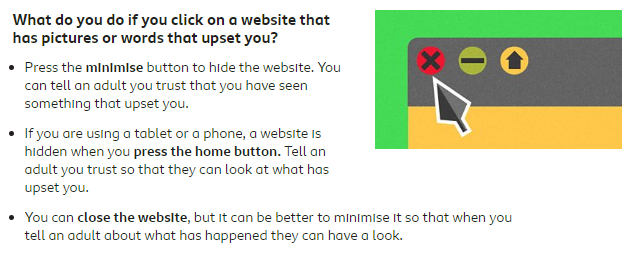 What do you do if you click on a website that
has pictures or words that upset you?
• Press the minimise button to hide the website. You
can tell an adult you trust that you have seen
something that upset you.
• If you are using a tablet or a phone, a website is
hidden when you press the home button. Tell an
adult you trust so that they can look at what has
upset you.
• You can close the website, but it can be better to minimise it so that when you
tell an adult about what has happened they can have a look.